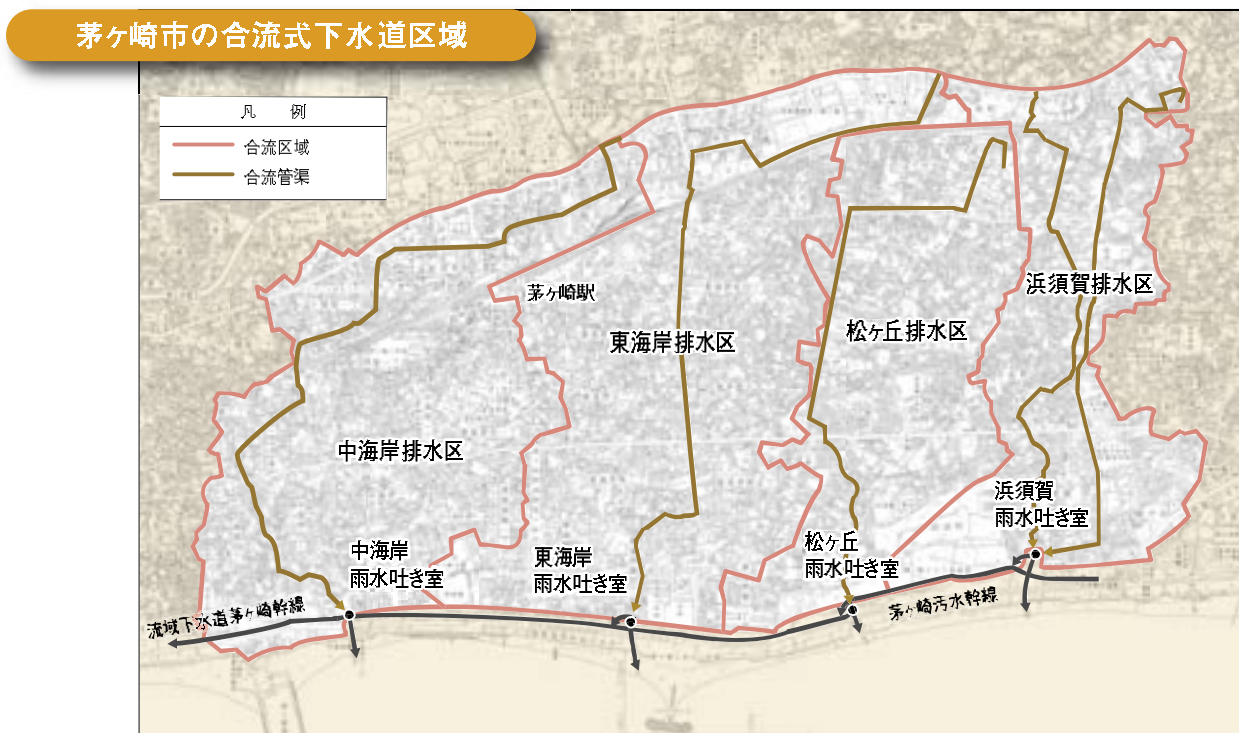 茅ヶ崎市の合流式下水道区域
凡 例
合流区域
合流管渠
浜須賀排水区
茅ヶ崎駅
松ヶ丘排水区
東海岸排水区
中海岸排水区
浜須賀
雨水吐き室
松ヶ丘
雨水吐き室
東海岸
雨水吐き室
中海岸
雨水吐き室
流域下水道茅ヶ崎幹線
茅ヶ崎汚水幹線